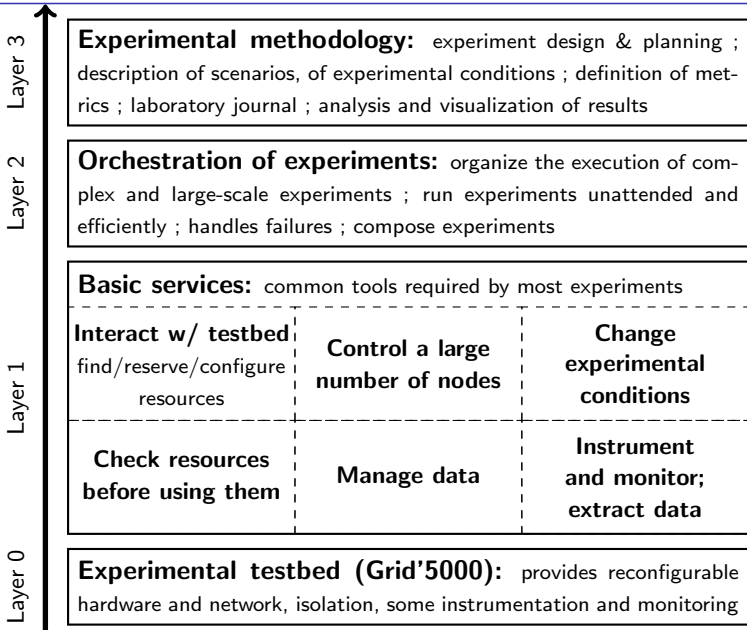 Layer 3
Experimental methodology: experiment design & planning ;
description of scenarios, of experimental conditions ; definition of met-
rics ; laboratory journal ; analysis and visualization of results
Layer 2
Orchestration of experiments: organize the execution of com-
plex and large-scale experiments ; run experiments unattended and
efficiently ; handles failures ; compose experiments
Layer 1
Basic services: common tools required by most experiments
Interact w/ testbed
find/reserve/configure
resources
Control a large
number of nodes
Change
experimental
conditions
Check resources
before using them
Manage data
Instrument
and monitor;
extract data
Layer 0
Experimental testbed (Grid'5000): provides reconfigurable
hardware and network, isolation, some instrumentation and monitoring